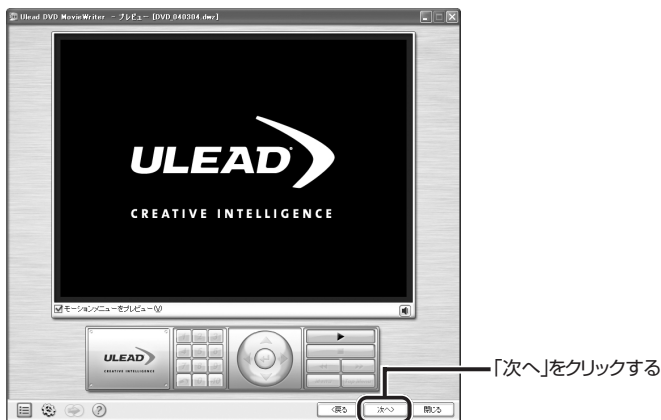 Ulead DVD MovieWriter - プレビュー [DVD_040304.dwz]
ULEAD
CREATIVE INTELLIGENCE
モーションメニューをプレビュー(V)
ULEAD
CREATIVE INTELLIGENCE
「次へ」をクリックする
<戻る 次へ> 閉じる